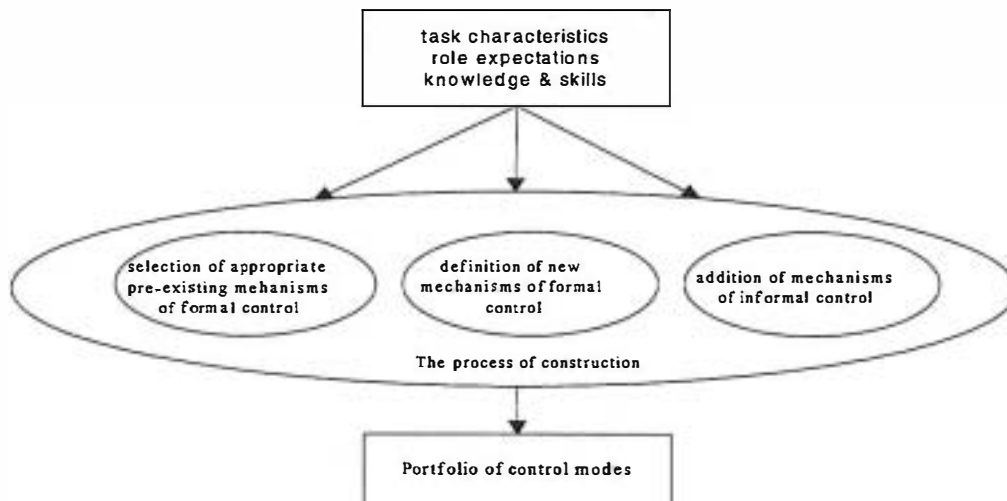 task characteristics
role expectations
knowledge & skills
selection of appropriate
pre-existing mehanisms
of formal control
definition of new
mechanisms of formal control
addition of mechanisms
of informal control
The process of construction
Portfolio of control modes